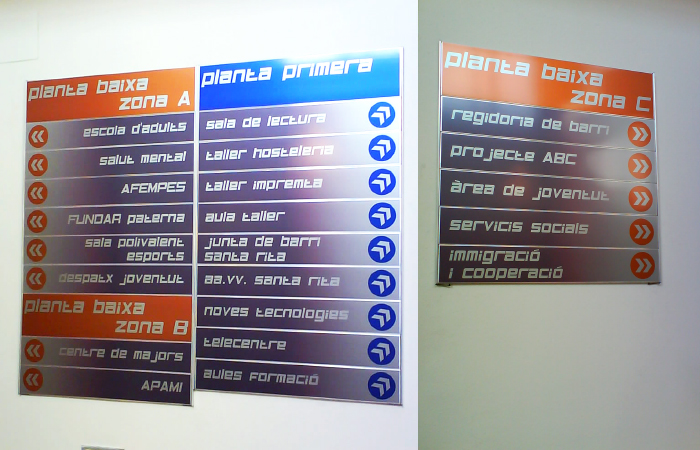 planta baixa
zona A
escola d'adults
salut mental
AFEMPES
FUNDAR paterna
sala polivalent
esports
despatx joventut
planta baixa
zona B
centre de majors
APAMI
planta primera
sala de lectura
taller hosteleria
taller impremta
aula taller
junta de barri
santa rita
aa.vv. santa rita
noves tecnologies
telecentre
aules formació
planta baixa
zona C
regidoria de barri
projecte ABC
àrea de joventut
servicis socials
immigració
i cooperació